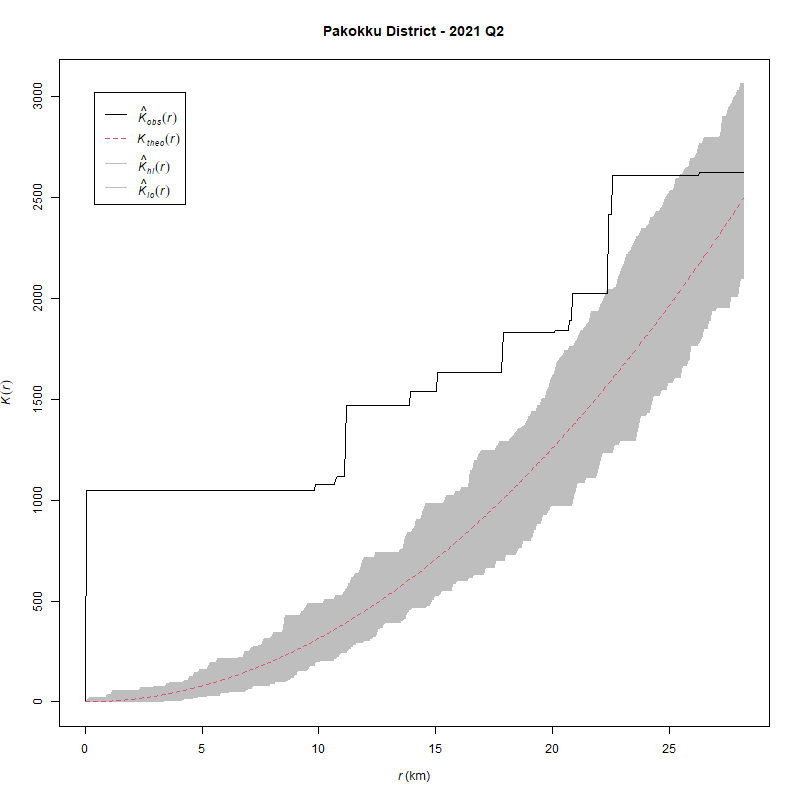 Pakokku District - 2021 Q2
K̂obs(r)
Ktheo(r)
K̂hi(r)
K̂lo(r)
K(r)
3000
2500
2000
1500
1000
500
0
0 5 10 15 20 25
r (km)